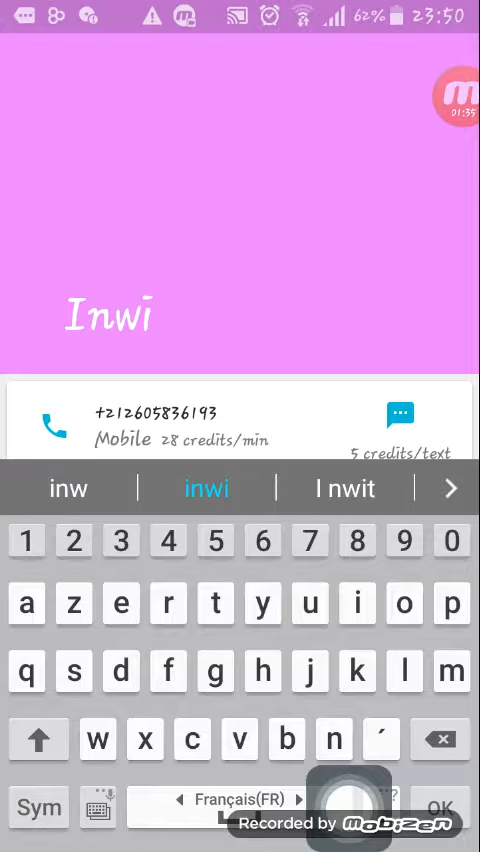 62% 23:50
01:35
Inwi
+212605836193
Mobile 28 credits/min
5 credits/text
inw inwi I nwit
1 2 3 4 5 6 7 8 9 0
a z e r t y u i o p
q s d f g h j k l m
w x c v b n ´
Sym Français(FR) ? OK
Recorded by mobizen